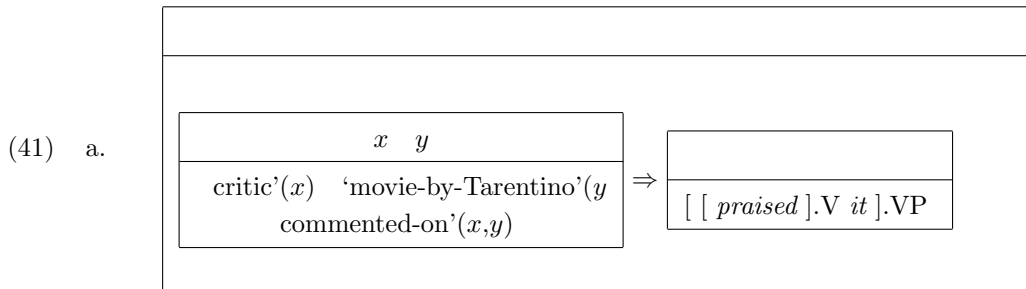 x y
(41) a. critic’(x) ‘movie-by-Tarentino’(y ⇒
commented-on’(x,y)
[ [ praised ].V it ].VP